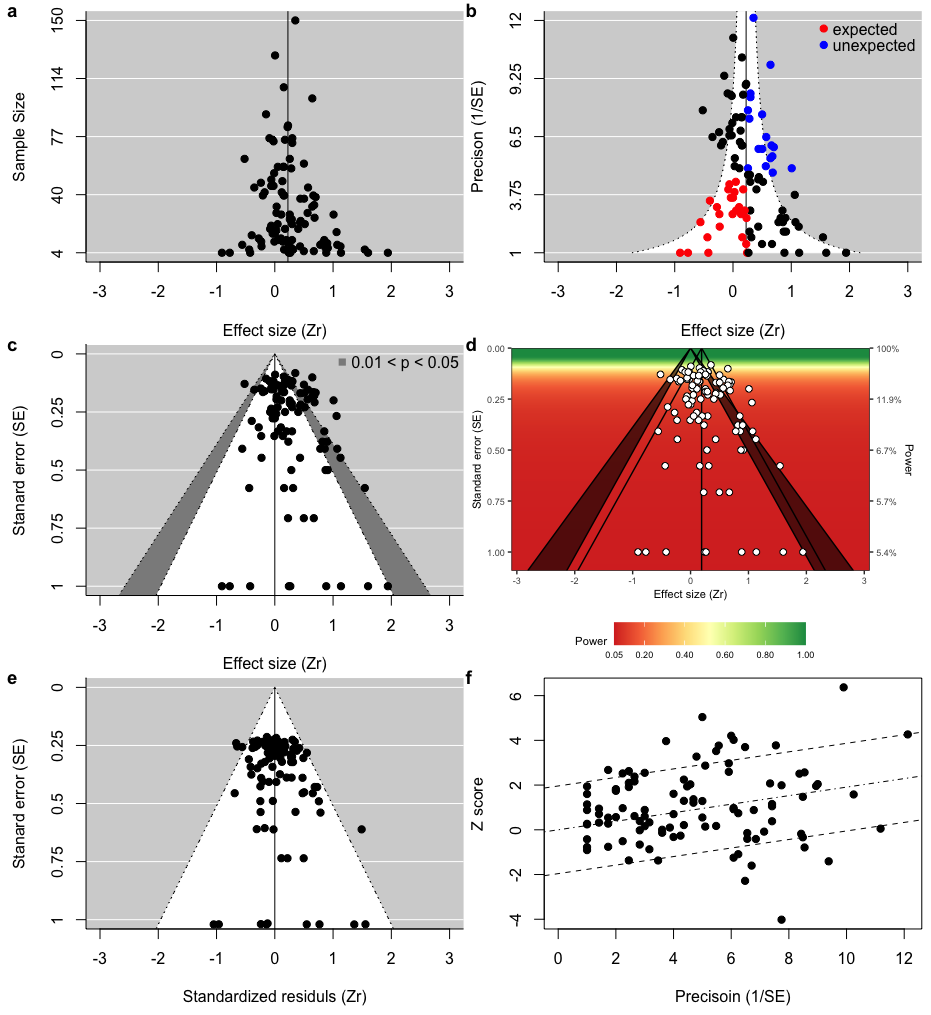 a
Sample Size
150
114
77
40
4
-3 -2 -1 0 1 2 3
Effect size (Zr)
b
Precison (1/SE)
12
9.25
6.5
3.75
1
expected
unexpected
-3 -2 -1 0 1 2 3
Effect size (Zr)
c
Stanard error (SE)
0
0.25
0.5
0.75
1
0.01 < p < 0.05
-3 -2 -1 0 1 2 3
Effect size (Zr)
d
Standard error (SE)
0.00
0.25
0.50
0.75
1.00
100%
11.9%
6.7%
5.7%
5.4%
Power
-3 -2 -1 0 1 2 3
Effect size (Zr)
Power
0.05 0.20 0.40 0.60 0.80 1.00
e
Stanard error (SE)
0
0.25
0.5
0.75
1
-3 -2 -1 0 1 2 3
Standardized residuls (Zr)
f
Z score
6
4
2
0
-2
-4
0 2 4 6 8 10 12
Precisoin (1/SE)